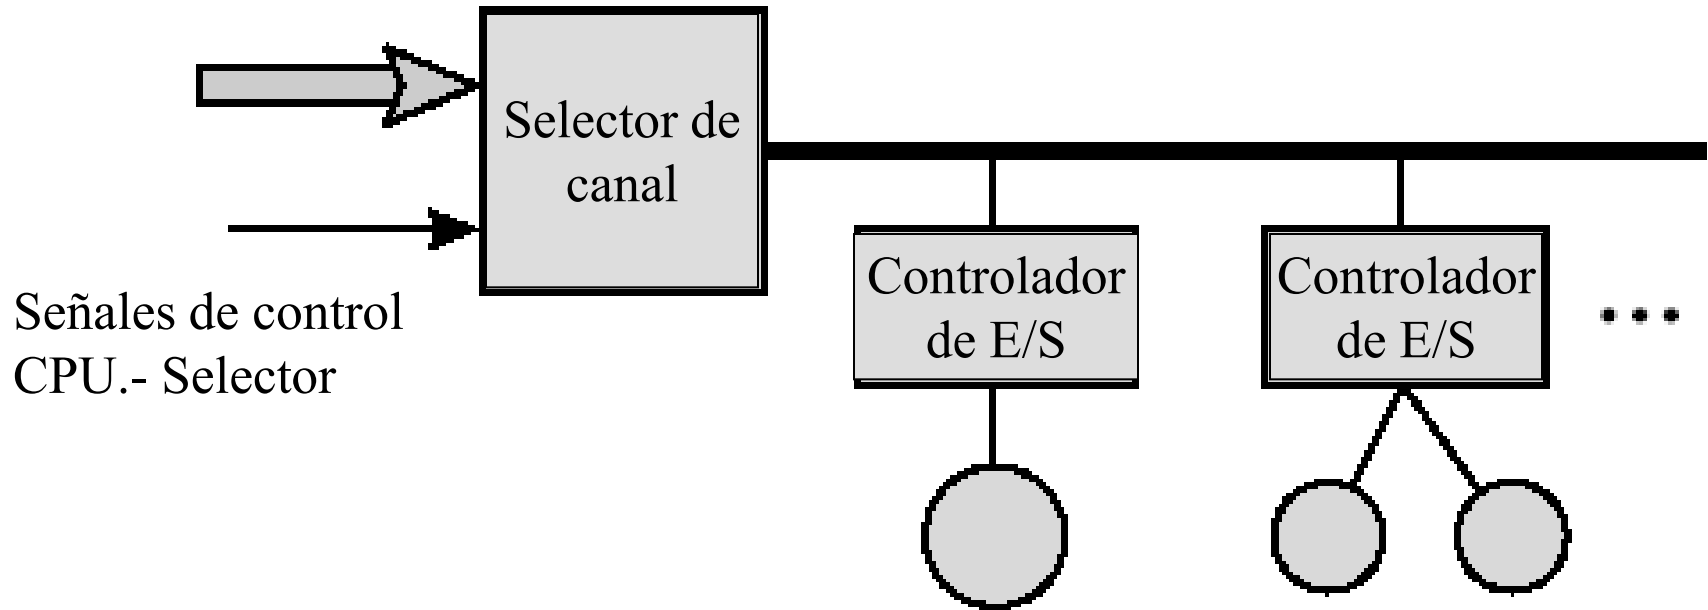 Selector de
canal
Señales de control
CPU.- Selector
Controlador
de E/S
Controlador
de E/S